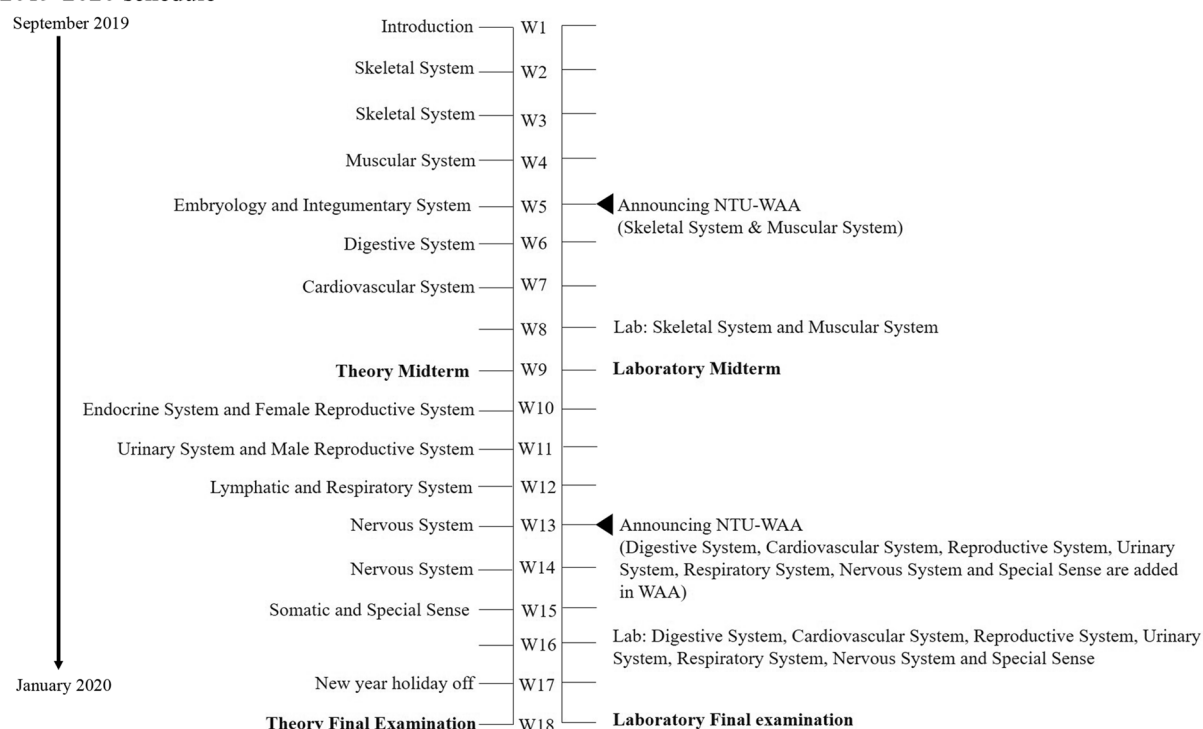 September 2019
Introduction W1
Skeletal System W2
Skeletal System W3
Muscular System W4
Embryology and Integumentary System W5 Announcing NTU-WAA
(Skeletal System & Muscular System)
Digestive System W6
Cardiovascular System W7
W8 Lab: Skeletal System and Muscular System
Theory Midterm W9 Laboratory Midterm
Endocrine System and Female Reproductive System W10
Urinary System and Male Reproductive System W11
Lymphatic and Respiratory System W12
Nervous System W13 Announcing NTU-WAA
(Digestive System, Cardiovascular System, Reproductive System, Urinary
Nervous System W14 System, Respiratory System, Nervous System and Special Sense are added
in WAA)
Somatic and Special Sense W15
W16 Lab: Digestive System, Cardiovascular System, Reproductive System, Urinary
System, Respiratory System, Nervous System and Special Sense
January 2020
New year holiday off W17
Theory Final Examination W18 Laboratory Final examination